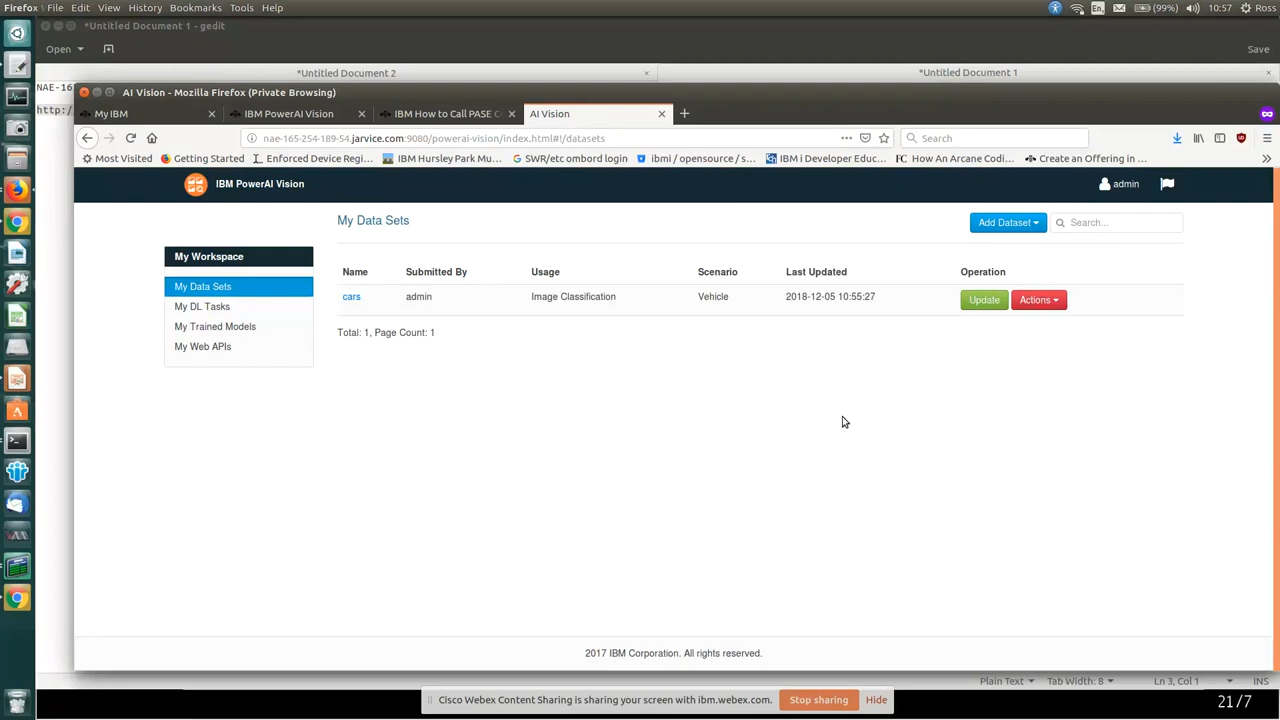 Firefox File Edit View History Bookmarks Tools Help En (99%) 10:57 Ross
*Untitled Document 1 - gedit
Open Save
*Untitled Document 2 *Untitled Document 1
NAE-16
http:/
AI Vision - Mozilla Firefox (Private Browsing)
My IBM IBM PowerAI Vision IBM How to Call PASE AI Vision
nae-165-254-189-54.jarvice.com:9080/powerai-vision/index.html#!/datasets Search
Most Visited Getting Started Enforced Device Regi... IBM Hursley Park Mu... SWR/etc ombord login ibmi / opensource / s... IBM i Developer Educ... How An Arcane Codi... Create an Offering in ...
IBM PowerAI Vision admin
My Data Sets Add Dataset Search...
My Workspace
My Data Sets
My DL Tasks
My Trained Models
My Web APIs
Name Submitted By Usage Scenario Last Updated Operation
cars admin Image Classification Vehicle 2018-12-05 10:55:27 Update Actions
Total: 1, Page Count: 1
2017 IBM Corporation. All rights reserved.
Plain Text Tab Width: 8 Ln 3, Col 1 INS
Cisco Webex Content Sharing is sharing your screen with ibm.webex.com. Stop sharing Hide
21/7